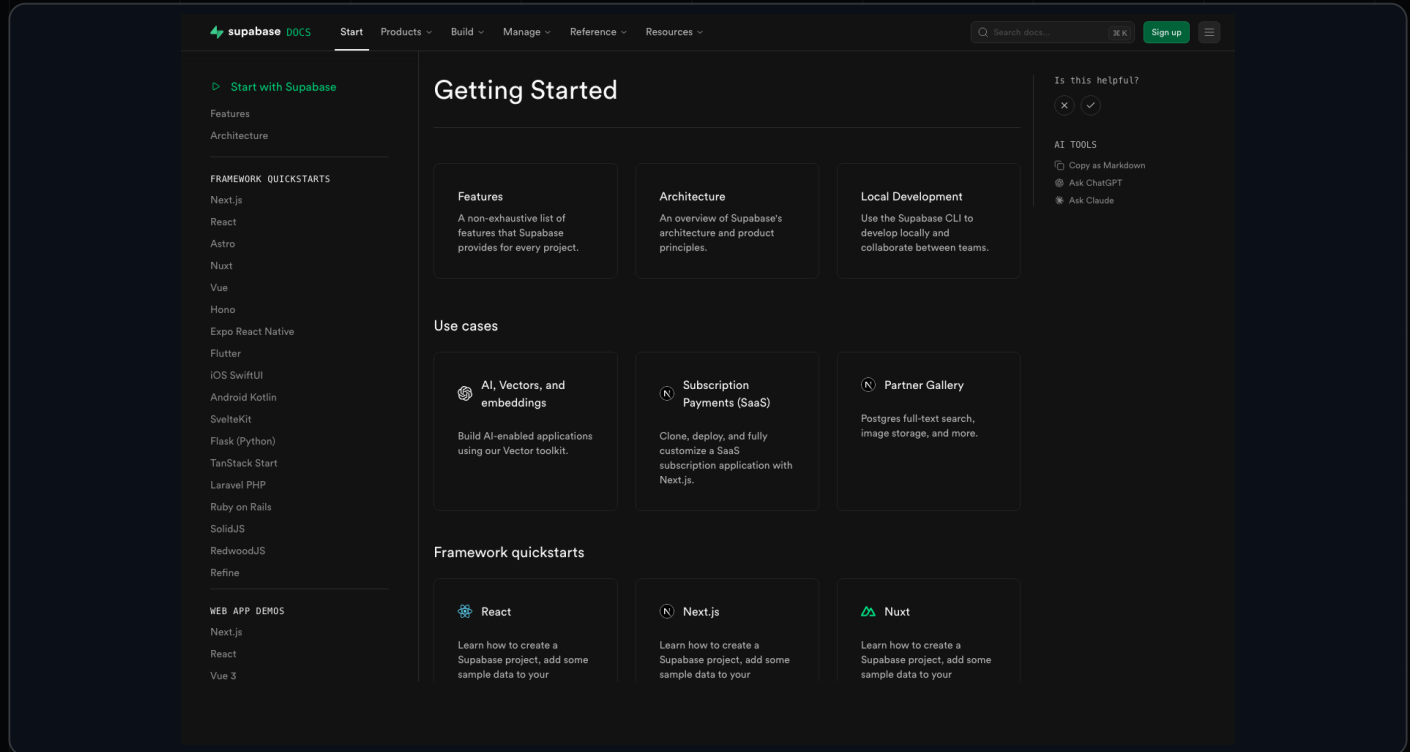 supabase DOCS
Start
Products
Build
Manage
Reference
Resources
Search docs...
⌘ K
Sign up
Start with Supabase
Features
Architecture
FRAMEWORK QUICKSTARTS
Next.js
React
Astro
Nuxt
Vue
Hono
Expo React Native
Flutter
iOS SwiftUI
Android Kotlin
SvelteKit
Flask (Python)
TanStack Start
Laravel PHP
Ruby on Rails
SolidJS
RedwoodJS
Refine
WEB APP DEMOS
Next.js
React
Vue 3
Getting Started
Features
A non-exhaustive list of
features that Supabase
provides for every project.
Architecture
An overview of Supabase's
architecture and product
principles.
Local Development
Use the Supabase CLI to
develop locally and
collaborate between teams.
Use cases
AI, Vectors, and
embeddings
Build AI-enabled applications
using our Vector toolkit.
Subscription
Payments (SaaS)
Clone, deploy, and fully
customize a SaaS
subscription application with
Next.js.
Partner Gallery
Postgres full-text search,
image storage, and more.
Framework quickstarts
React
Learn how to create a
Supabase project, add some
sample data to your
Next.js
Learn how to create a
Supabase project, add some
sample data to your
Nuxt
Learn how to create a
Supabase project, add some
sample data to your
Is this helpful?
AI TOOLS
Copy as Markdown
Ask ChatGPT
Ask Claude